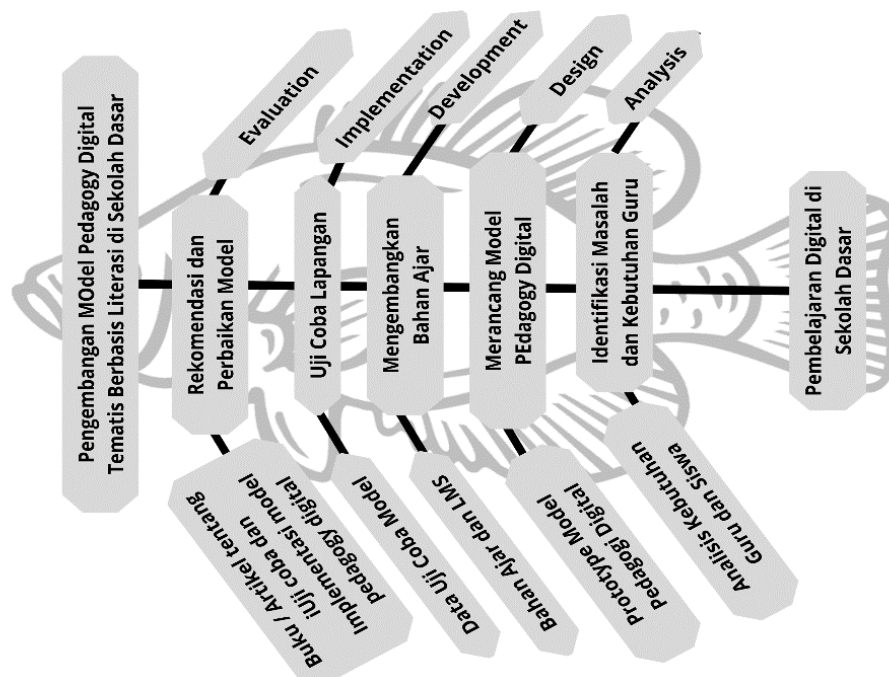 Pengembangan MOdel Pedagogy Digital
Tematis Berbasis Literasi di Sekolah Dasar
Buku / Artikel tentang
iUji coba dan
Implementasi model
pedagogy digital
Rekomendasi dan
Perbaikan Model
Evaluation
Data Uji Coba Model
Uji Coba Lapangan
Implementation
Bahan Ajar dan LMS
Mengembangkan
Bahan Ajar
Development
Prototype Model
Pedagogi Digital
Merancang Model
PEdagogy Digital
Design
Analisis Kebutuhan
Guru dan Siswa
Identifikasi Masalah
dan Kebutuhan Guru
Analysis
Pembelajaran Digital di
Sekolah Dasar